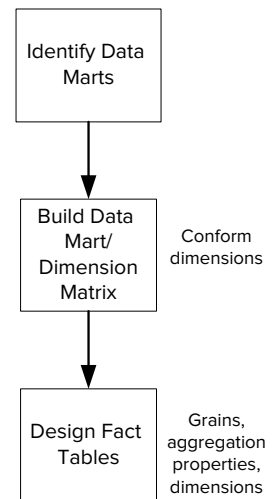 Identify Data
Marts
Build Data
Mart/
Dimension
Matrix
Conform
dimensions
Design Fact
Tables
Grains,
aggregation
properties,
dimensions